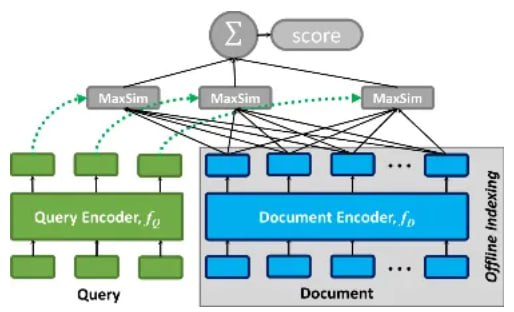 Σ
score
MaxSim
MaxSim
MaxSim
Query Encoder, f_Q
Document Encoder, f_D
Offline Indexing
Query
Document